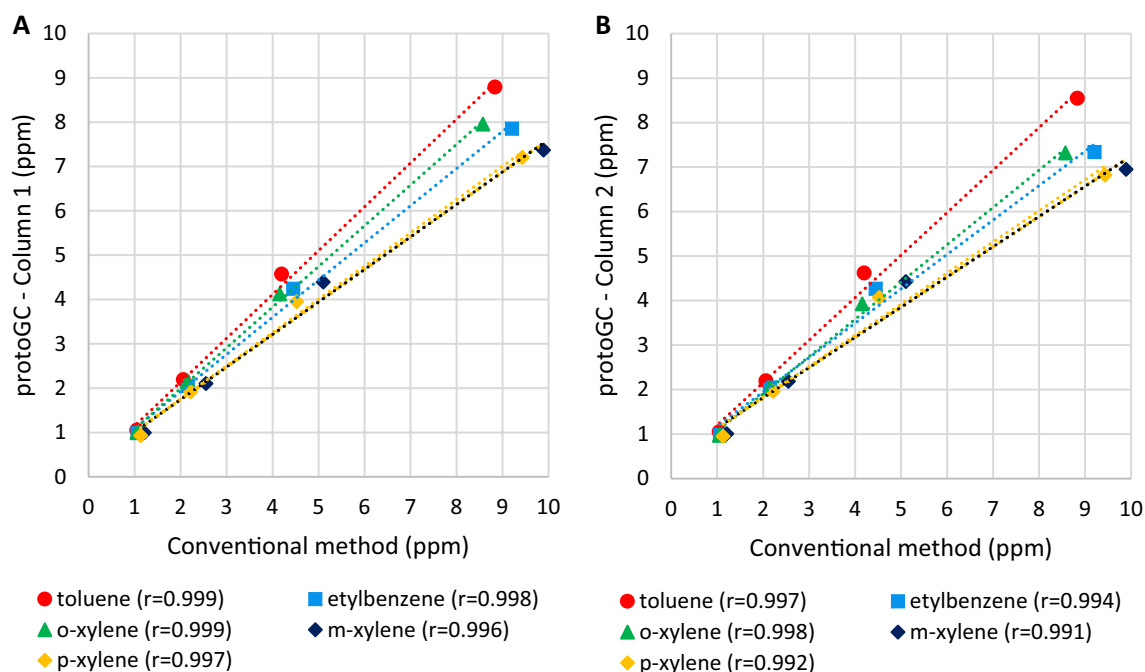 A
10
9
8
7
6
5
4
3
2
1
0
protoGC - Column 1 (ppm)
0 1 2 3 4 5 6 7 8 9 10
Conventional method (ppm)
toluene (r=0.999)
etylbenzene (r=0.998)
o-xylene (r=0.999)
m-xylene (r=0.996)
p-xylene (r=0.997)
B
10
9
8
7
6
5
4
3
2
1
0
protoGC - Column 2 (ppm)
0 1 2 3 4 5 6 7 8 9 10
Conventional method (ppm)
toluene (r=0.997)
etylbenzene (r=0.994)
o-xylene (r=0.998)
m-xylene (r=0.991)
p-xylene (r=0.992)